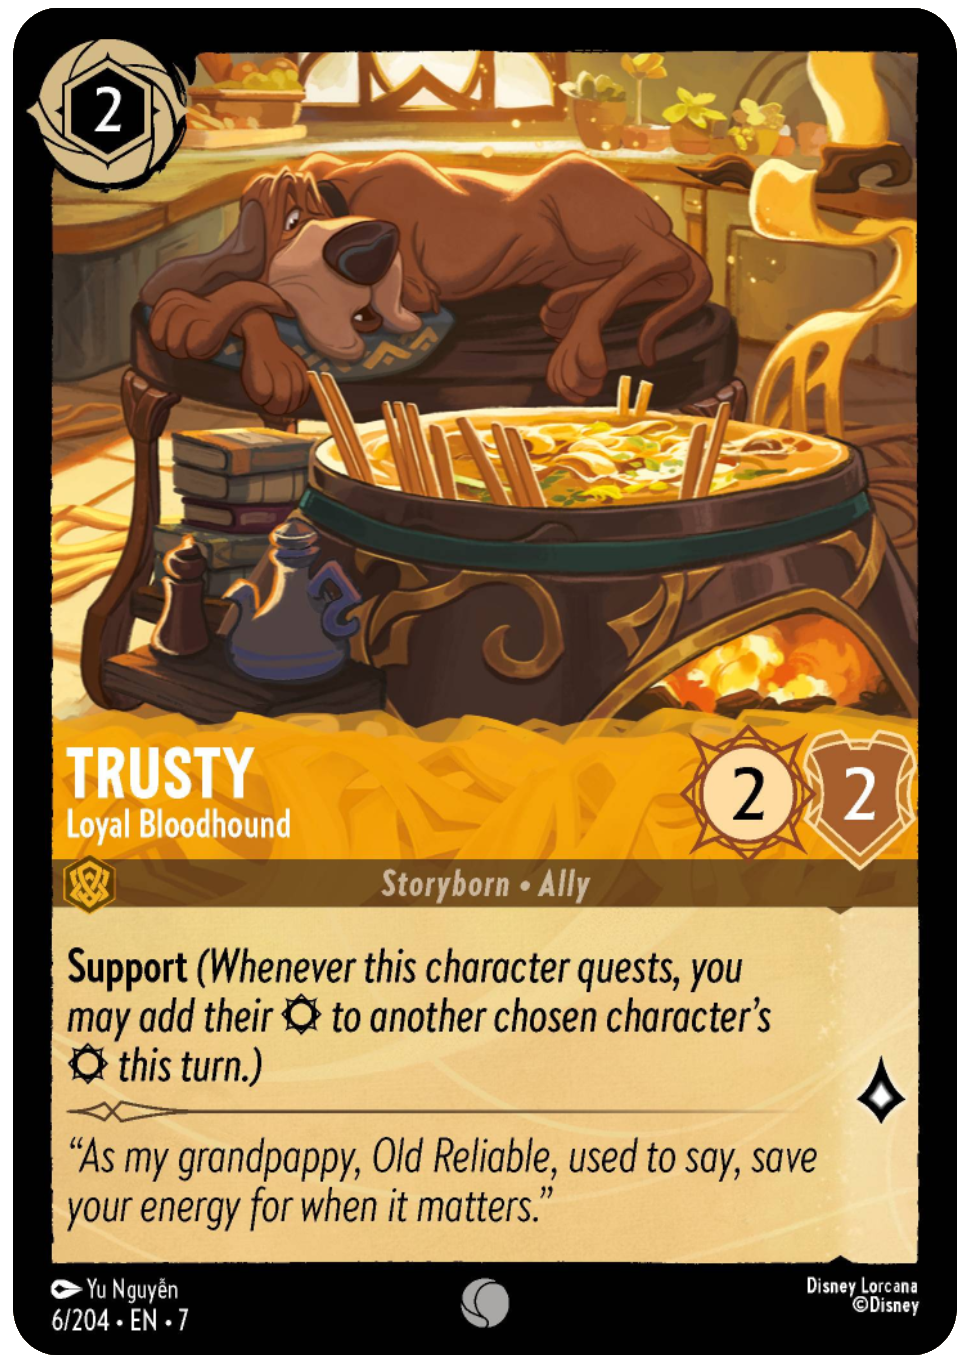 2
TRUSTY
Loyal Bloodhound
2 2
Storyborn • Ally
Support (Whenever this character quests, you
may add their to another chosen character's
this turn.)
“As my grandpappy, Old Reliable, used to say, save
your energy for when it matters.”
Yu Nguyễn
6/204 • EN • 7
Disney Lorcana
©Disney